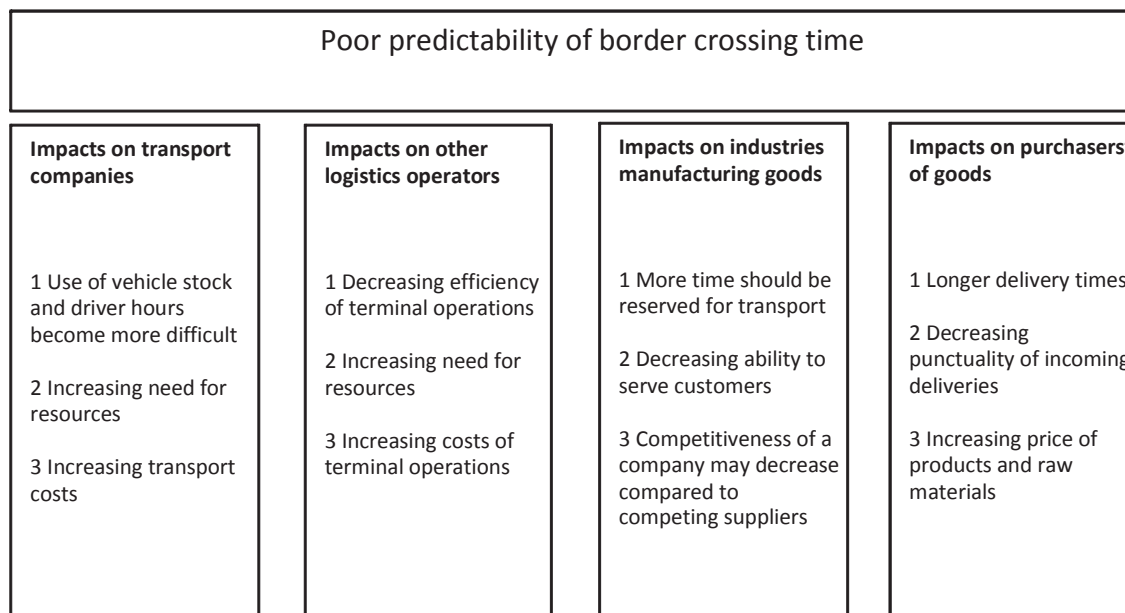 Poor predictability of border crossing time
Impacts on transport
companies
1 Use of vehicle stock
and driver hours
become more difficult
2 Increasing need for
resources
3 Increasing transport
costs
Impacts on other
logistics operators
1 Decreasing efficiency
of terminal operations
2 Increasing need for
resources
3 Increasing costs of
terminal operations
Impacts on industries
manufacturing goods
1 More time should be
reserved for transport
2 Decreasing ability to
serve customers
3 Competitiveness of a
company may decrease
compared to
competing suppliers
Impacts on purchasers
of goods
1 Longer delivery times
2 Decreasing
punctuality of incoming
deliveries
3 Increasing price of
products and raw
materials